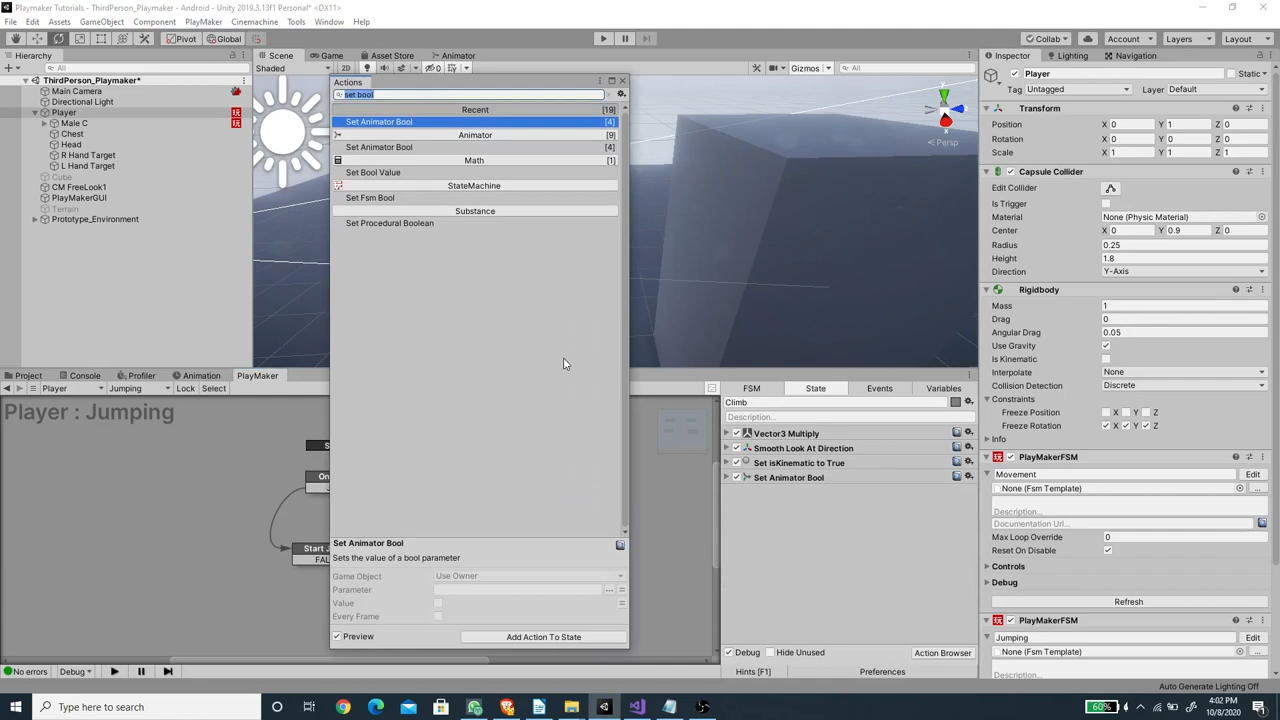 Playmaker Tutorials - ThirdPerson_Playmaker - Android - Unity 2019.3.13f1 Personal* <DX11>
File Edit Assets GameObject Component PlayMaker Cinemachine Tools Window Help
Pivot Global Collab Account Layers Layout
Hierarchy Scene Game Asset Store Animator Inspector Lighting Navigation
All Shaded 2D 0 Gizmos All
ThirdPerson_Playmaker*
Main Camera
Directional Light
Player
Male C
Chest
Head
R Hand Target
L Hand Target
Cube
CM FreeLook1
PlayMakerGUI
Terrain
Prototype_Environment
Actions
set bool
Recent [19]
Set Animator Bool [4]
Animator [9]
Set Animator Bool [4]
Math [1]
Set Bool Value
StateMachine
Set Fsm Bool
Substance
Set Procedural Boolean
Set Animator Bool
Sets the value of a bool parameter
Game Object Use Owner
Parameter
Value
Every Frame
Preview Add Action To State
Y
Z
X
Persp
Player Static
Tag Untagged Layer Default
Transform
Position X 0 Y 1 Z 0
Rotation X 0 Y 0 Z 0
Scale X 1 Y 1 Z 1
Capsule Collider
Edit Collider
Is Trigger
Material None (Physic Material)
Center X 0 Y 0.9 Z 0
Radius 0.25
Height 1.8
Direction Y-Axis
Rigidbody
Mass 1
Drag 0
Angular Drag 0.05
Use Gravity
Is Kinematic
Interpolate None
Collision Detection Discrete
Constraints
Freeze Position X Y Z
Freeze Rotation X Y Z
Info
PlayMakerFSM
Movement Edit
None (Fsm Template) ...
Description...
Documentation Url...
Max Loop Override 0
Reset On Disable
Controls
Debug
Refresh
PlayMakerFSM
Jumping Edit
None (Fsm Template) ...
Description...
Project Console Profiler Animation PlayMaker
Player Jumping Lock Select
Player : Jumping
On
Start J
FAL
FSM State Events Variables
Climb
Description...
Vector3 Multiply
Smooth Look At Direction
Set isKinematic to True
Set Animator Bool
Debug Hide Unused Action Browser
Hints [F1] Preferences
No errors Debug
Auto Generate Lighting Off
Type here to search
60%
4:02 PM
10/8/2020